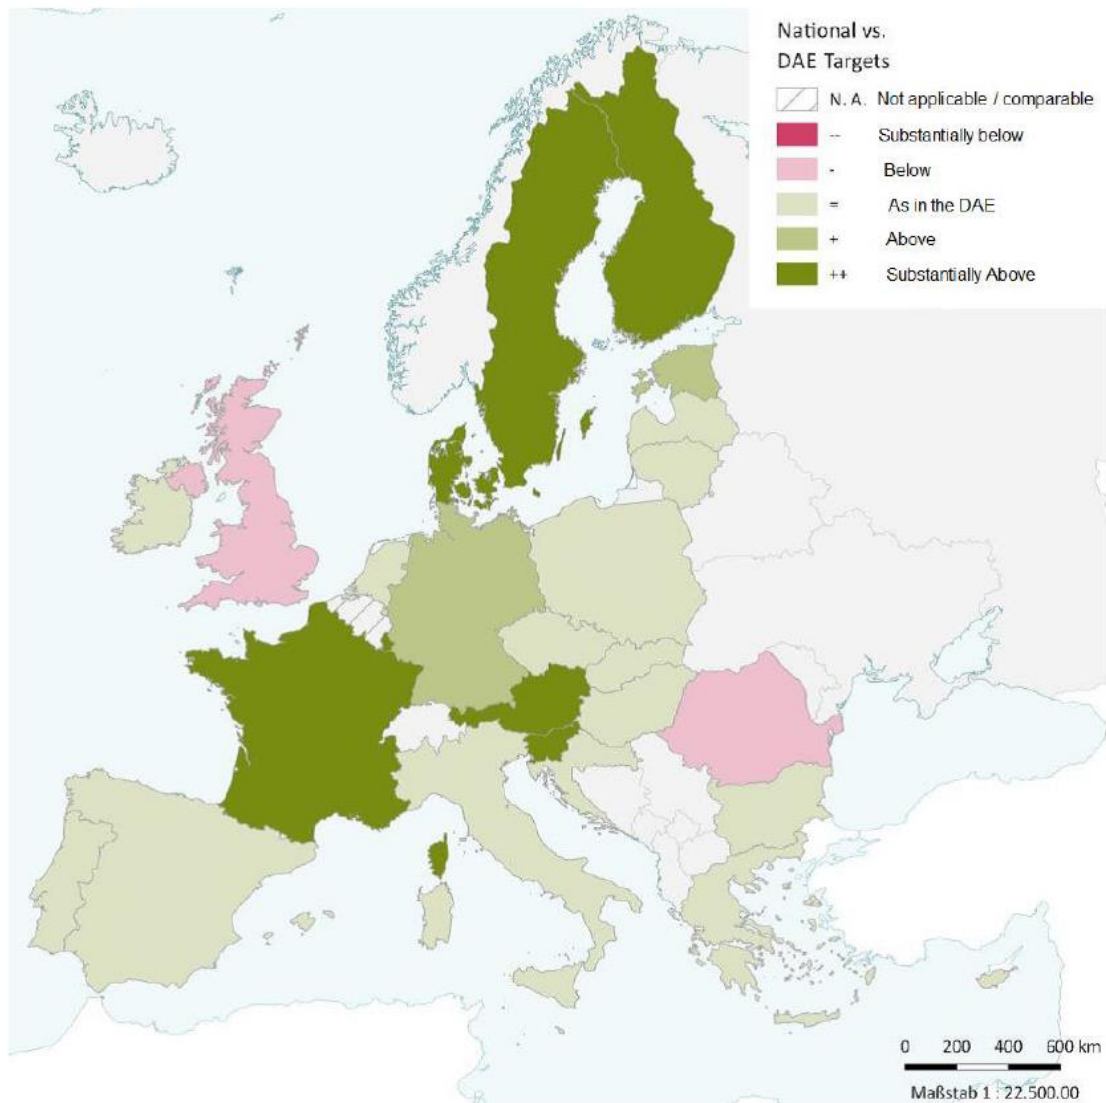 National vs.
DAE Targets
N. A. Not applicable / comparable
-- Substantially below
- Below
= As in the DAE
+ Above
++ Substantially Above
0 200 400 600 km
Maßstab 1 : 22.500.00